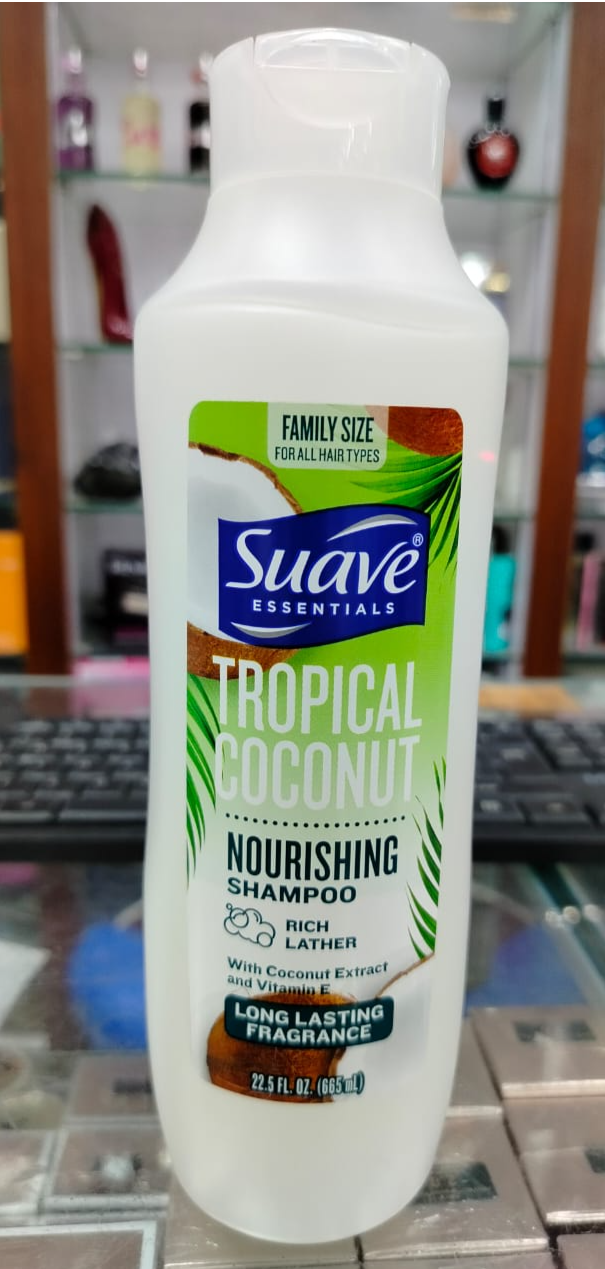 FAMILY SIZE
FOR ALL HAIR TYPES
Suave®
ESSENTIALS
TROPICAL
COCONUT
NOURISHING
SHAMPOO
RICH
LATHER
With Coconut Extract
and Vitamin E
LONG LASTING
FRAGRANCE
22.5 FL. OZ. (665 mL)